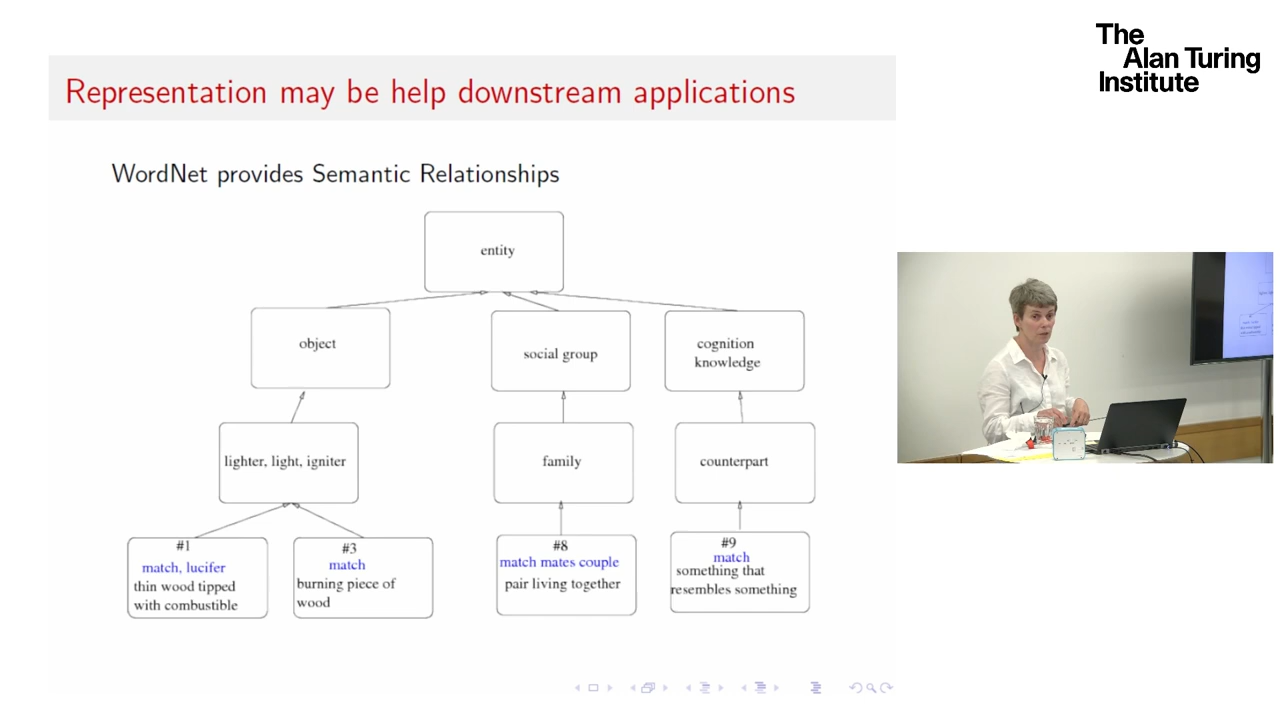 The
Alan Turing
Institute
Representation may be help downstream applications
WordNet provides Semantic Relationships
entity
object
social group
cognition
knowledge
lighter, light, igniter
family
counterpart
#1
match, lucifer
thin wood tipped
with combustible
#3
match
burning piece of
wood
#8
match mates couple
pair living together
#9
match
something that
resembles something